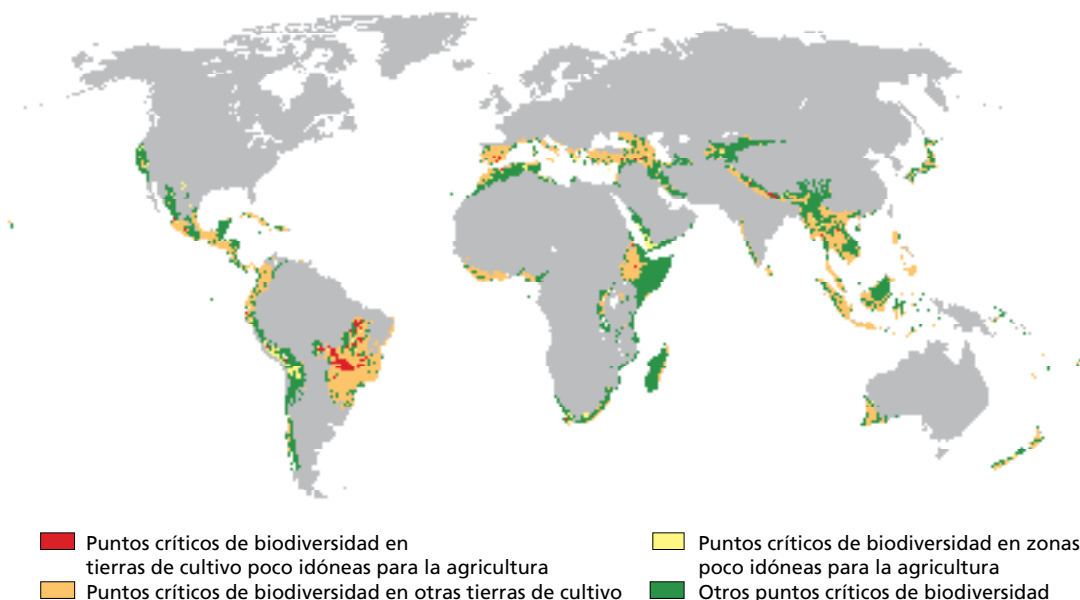 Puntos críticos de biodiversidad en
tierras de cultivo poco idóneas para la agricultura
Puntos críticos de biodiversidad en otras tierras de cultivo
Puntos críticos de biodiversidad en zonas
poco idóneas para la agricultura
Otros puntos críticos de biodiversidad